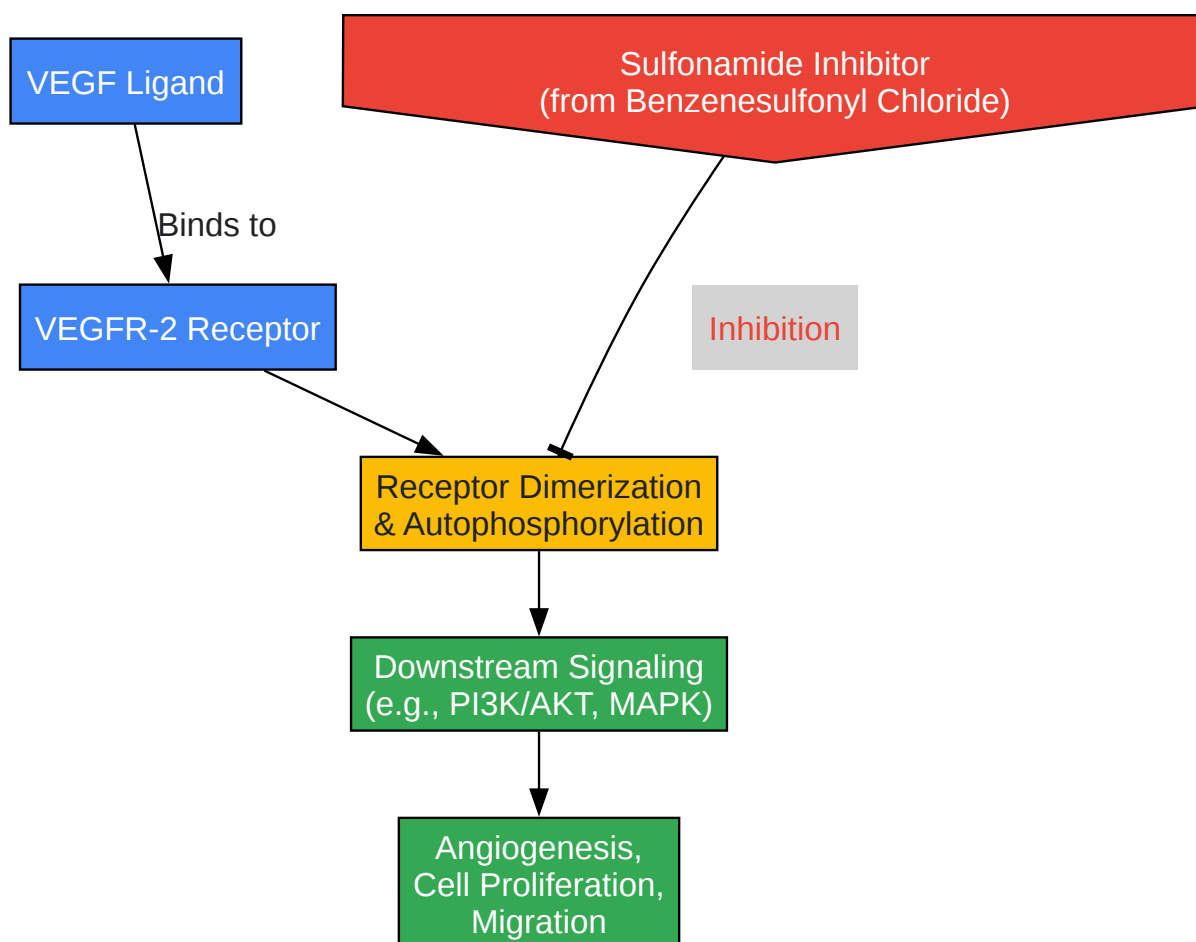 VEGF Ligand
Sulfonamide Inhibitor
(from Benzenesulfonyl Chloride)
Binds to
VEGFR-2 Receptor
Inhibition
Receptor Dimerization
& Autophosphorylation
Downstream Signaling
(e.g., PI3K/AKT, MAPK)
Angiogenesis,
Cell Proliferation,
Migration